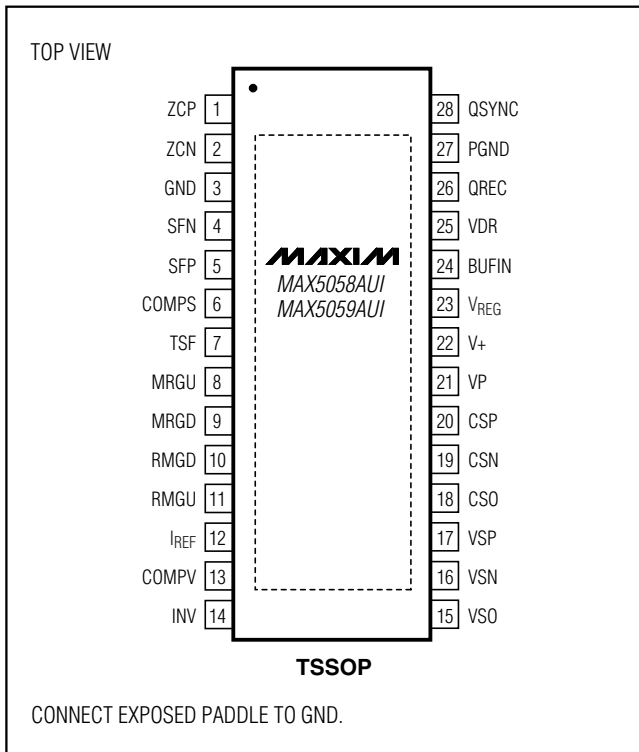 TOP VIEW
ZCP 1
ZCN 2
GND 3
SFN 4
SFP 5
COMPS 6
TSF 7
MRGU 8
MRGD 9
RMGD 10
RMGU 11
IREF 12
COMPV 13
INV 14
MAXIM
MAX5058AUI
MAX5059AUI
28 QSYNC
27 PGND
26 QREC
25 VDR
24 BUFIN
23 VREG
22 V+
21 VP
20 CSP
19 CSN
18 CSO
17 VSP
16 VSN
15 VSO
TSSOP
CONNECT EXPOSED PADDLE TO GND.